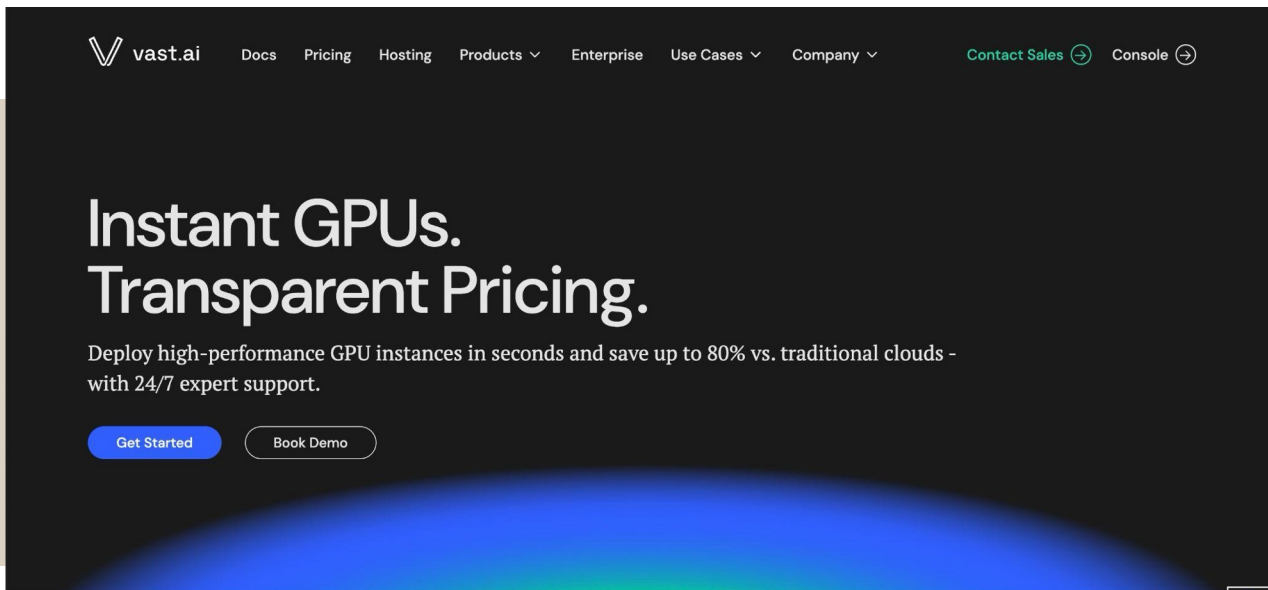 vast.ai
Docs Pricing Hosting Products Enterprise Use Cases Company Contact Sales Console
Instant GPUs.
Transparent Pricing.
Deploy high-performance GPU instances in seconds and save up to 80% vs. traditional clouds -
with 24/7 expert support.
Get Started Book Demo